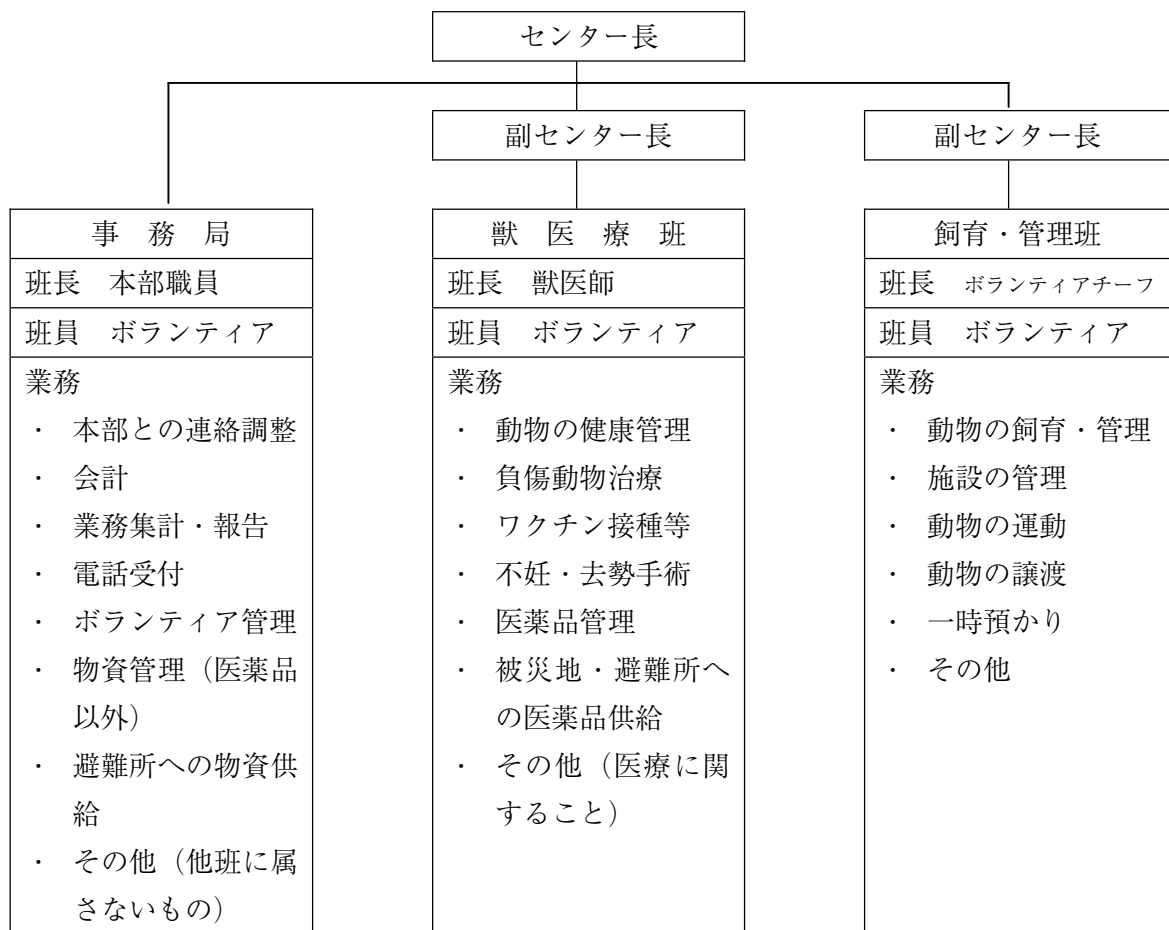 センター長
副センター長
副センター長
事務局
班長 本部職員
班員 ボランティア
業務
・ 本部との連絡調整
・ 会計
・ 業務集計・報告
・ 電話受付
・ ボランティア管理
・ 物資管理(医薬品
以外)
・ 避難所への物資供
給
・ その他(他班に属
さないもの)
獣医療班
班長 獣医師
班員 ボランティア
業務
・ 動物の健康管理
・ 負傷動物治療
・ ワクチン接種等
・ 不妊・去勢手術
・ 医薬品管理
・ 被災地・避難所へ
の医薬品供給
・ その他(医療に関
すること)
飼育・管理班
班長 ボランティアチーフ
班員 ボランティア
業務
・ 動物の飼育・管理
・ 施設の管理
・ 動物の運動
・ 動物の譲渡
・ 一時預かり
・ その他